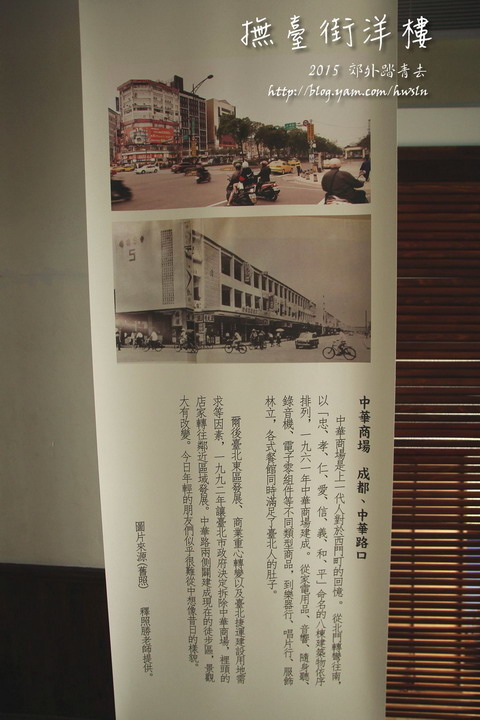 撫臺街洋樓
2015 郊外踏青去
http://blog.yam.com/hwsln
5
中華商場 成都、中華路口
中華商場是上一代人對於西門町的回憶。從北門轉彎往南,
以「忠、孝、仁、愛、信、義、和、平」命名的八棟建築物依序
排列,一九六一年中華商場建成。從家電用品、音響、隨身聽、
錄音機、電子零組件等不同類型商品,到樂器行、唱片行、服飾
林立,各式餐館同時滿足了臺北人的肚子。
爾後臺北東區發展、商業重心轉變以及臺北捷運建設用地需
求等因素,一九九二年讓臺北市政府決定拆除中華商場,裡頭的
店家轉往鄰近區域發展。中華路兩側闢建成現在的徒步區,景觀
大有改變。今日年輕的朋友們似乎很難從中想像昔日的樣貌。
圖片來源(舊照) 釋照勝老師提供。